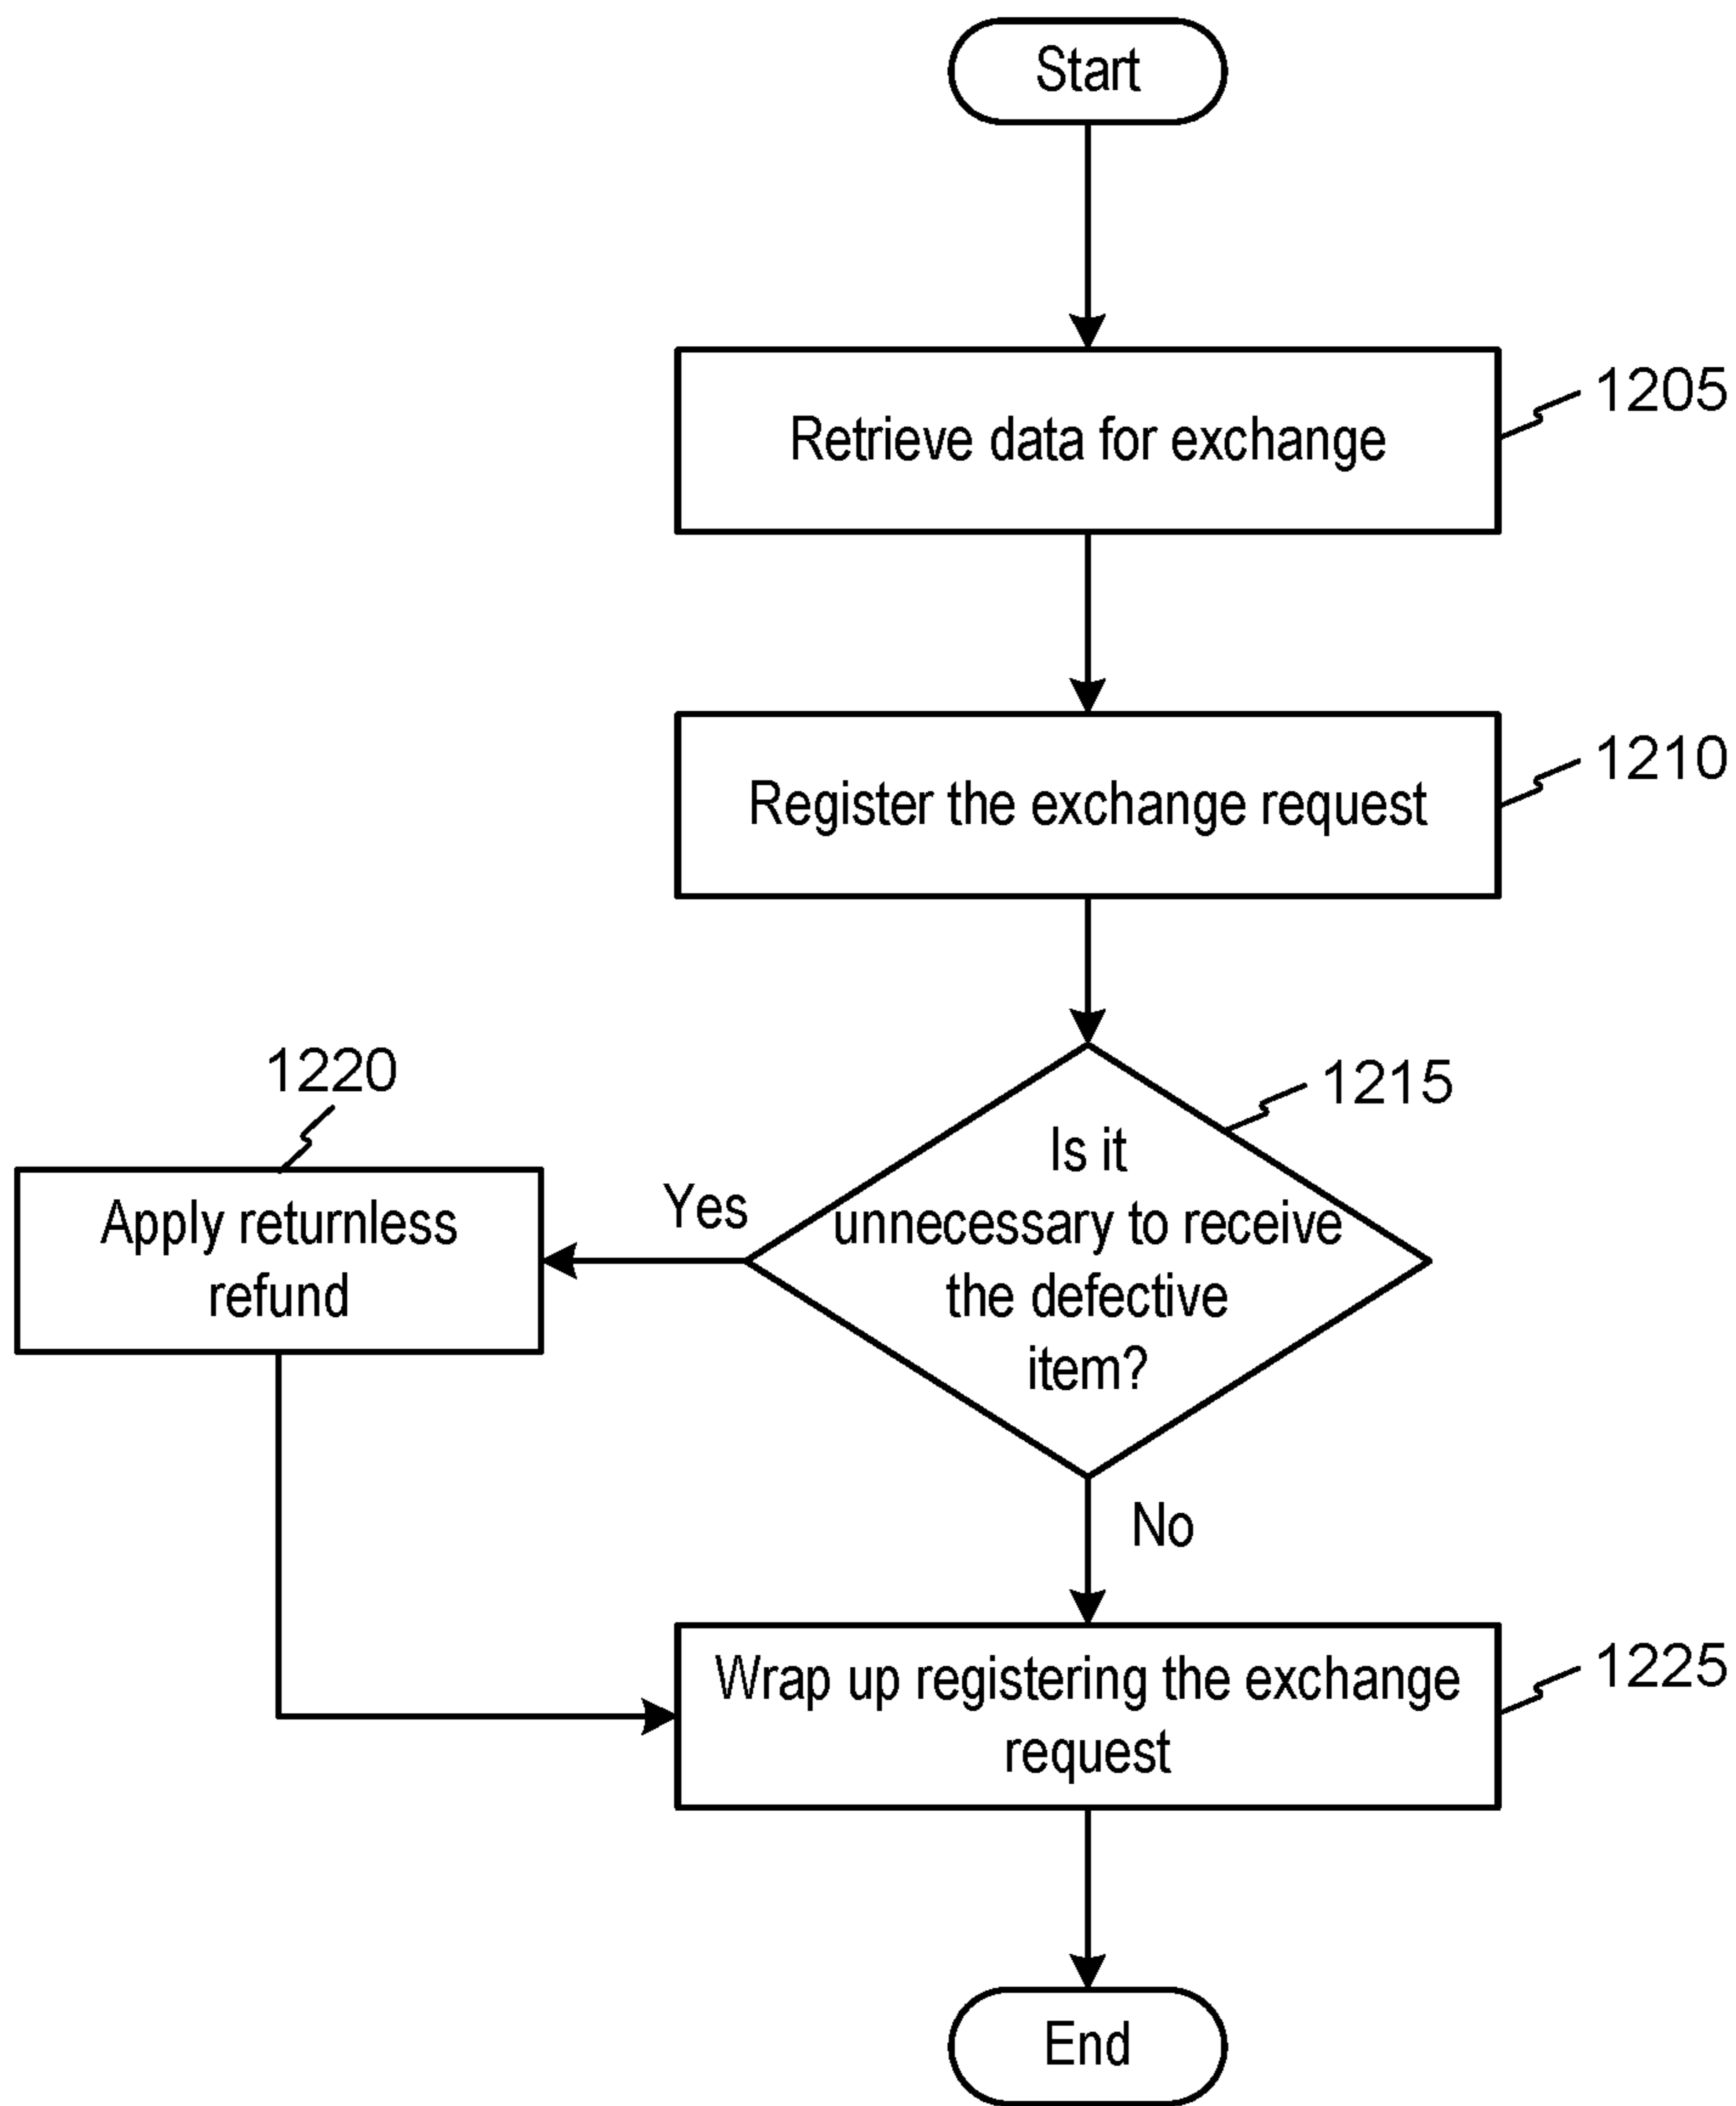 Start
Retrieve data for exchange
1205
Register the exchange request
1210
1220
1215
Is it
unnecessary to receive
the defective
item?
Yes
Apply returnless
refund
No
Wrap up registering the exchange
request
1225
End